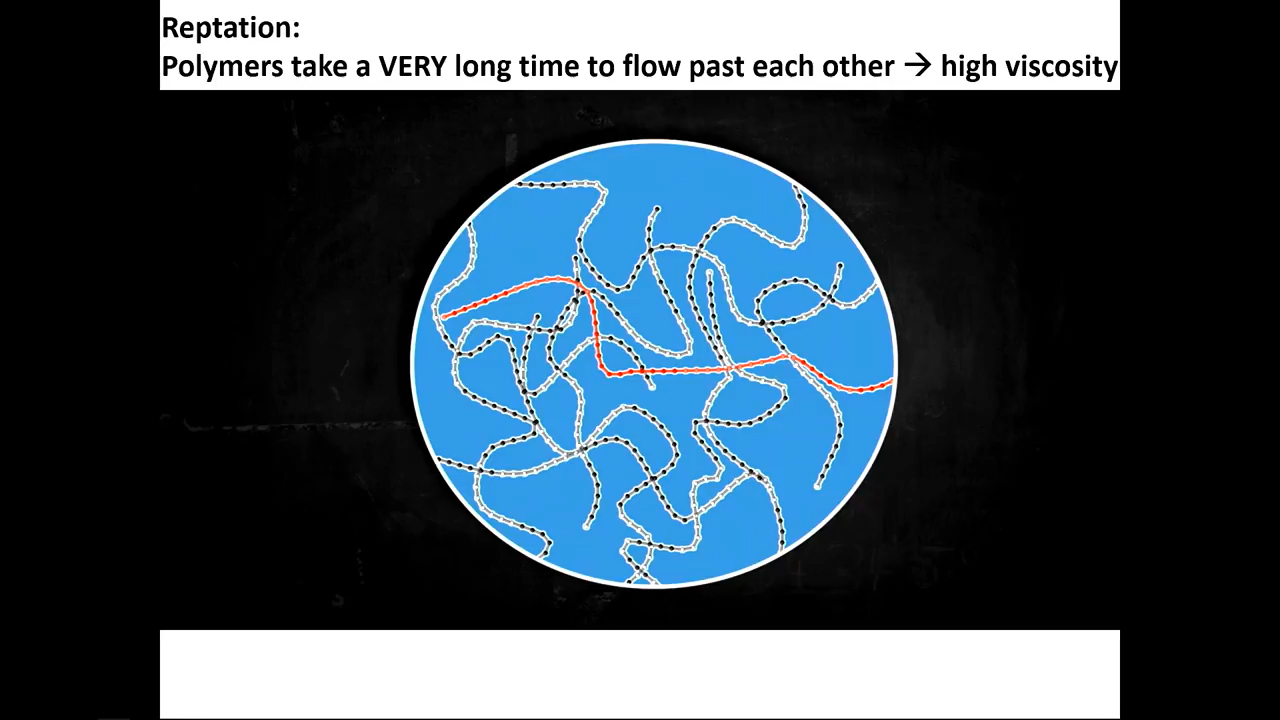 Reptation:
Polymers take a VERY long time to flow past each other → high viscosity